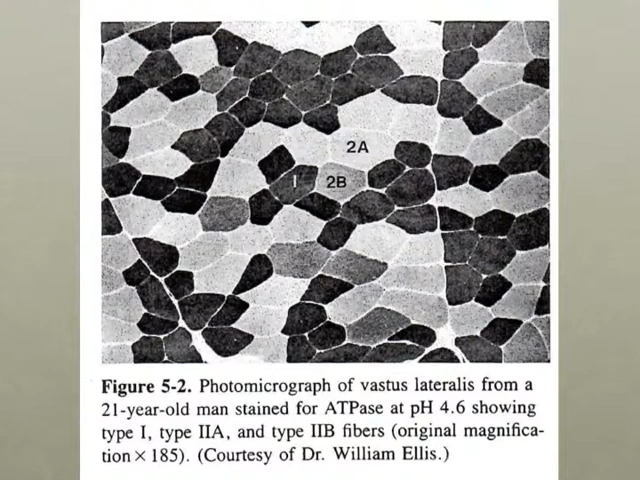 2A
I 2B
Figure 5-2. Photomicrograph of vastus lateralis from a
21-year-old man stained for ATPase at pH 4.6 showing
type I, type IIA, and type IIB fibers (original magnifica-
tion × 185). (Courtesy of Dr. William Ellis.)